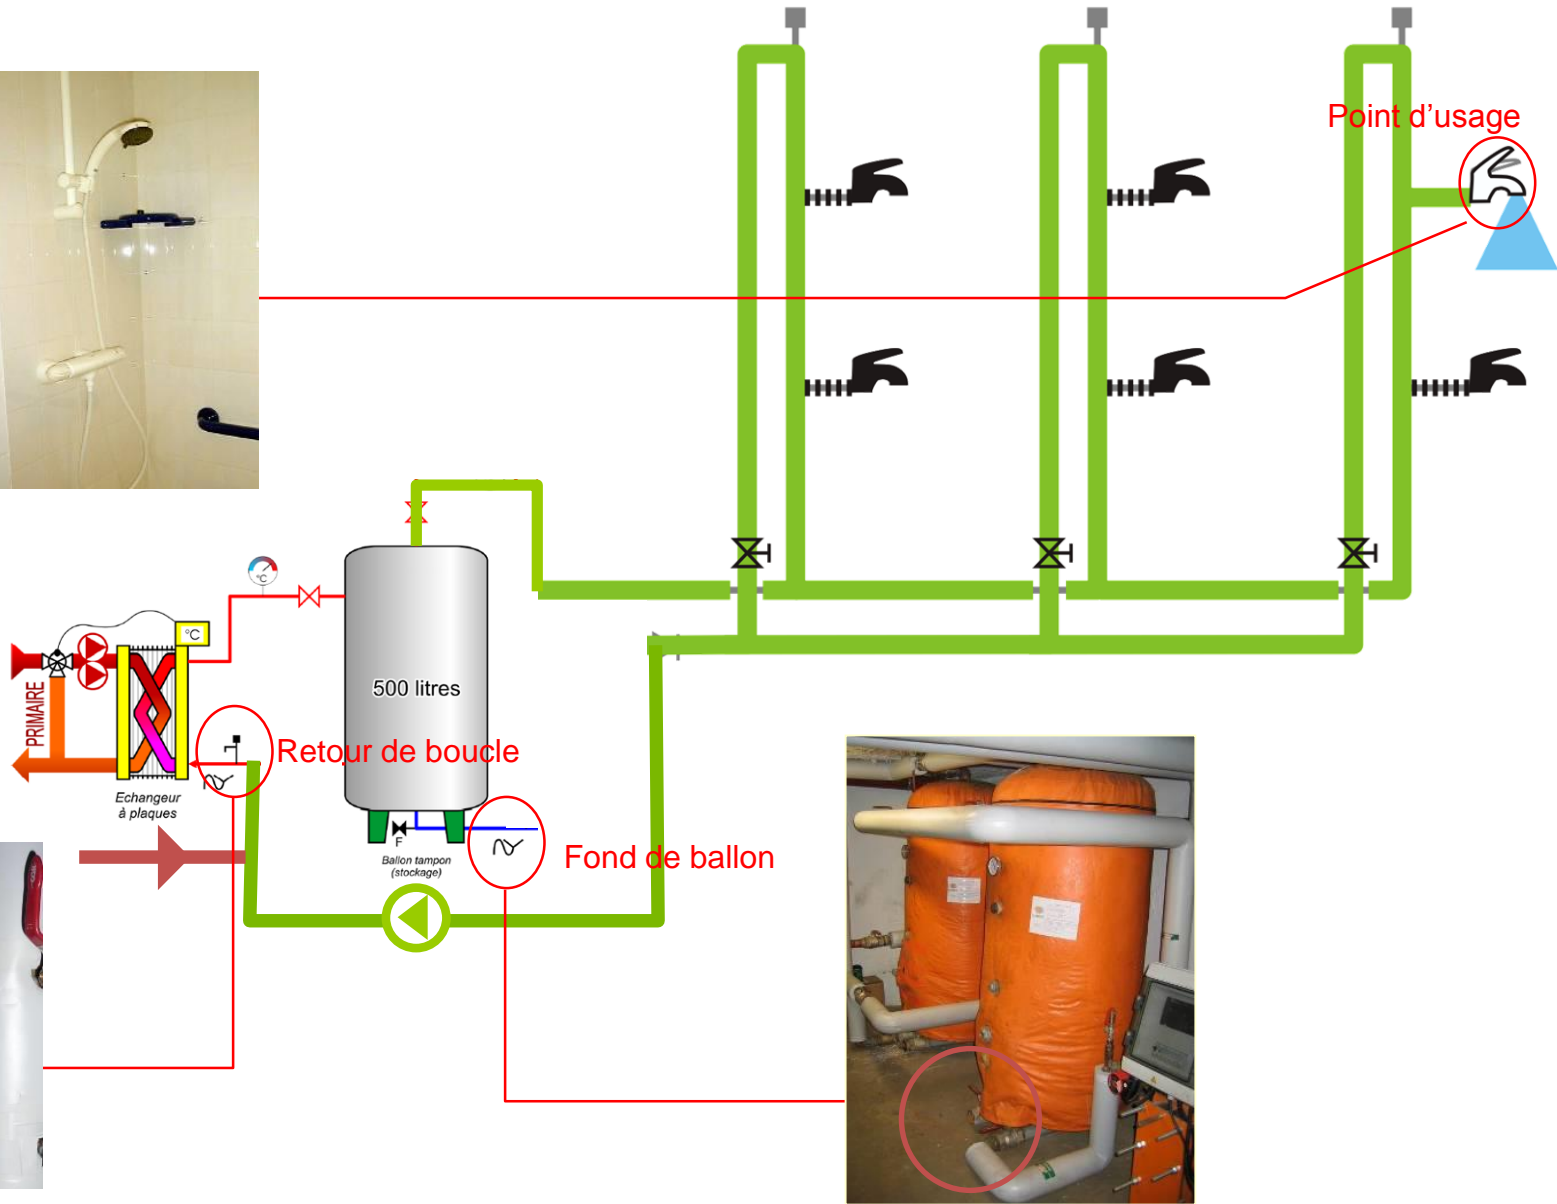 Point d’usage
°C
°C
PRIMAIRE
500 litres
Retour de boucle
Echangeur
à plaques
F
Ballon tampon
(stockage)
Fond de ballon